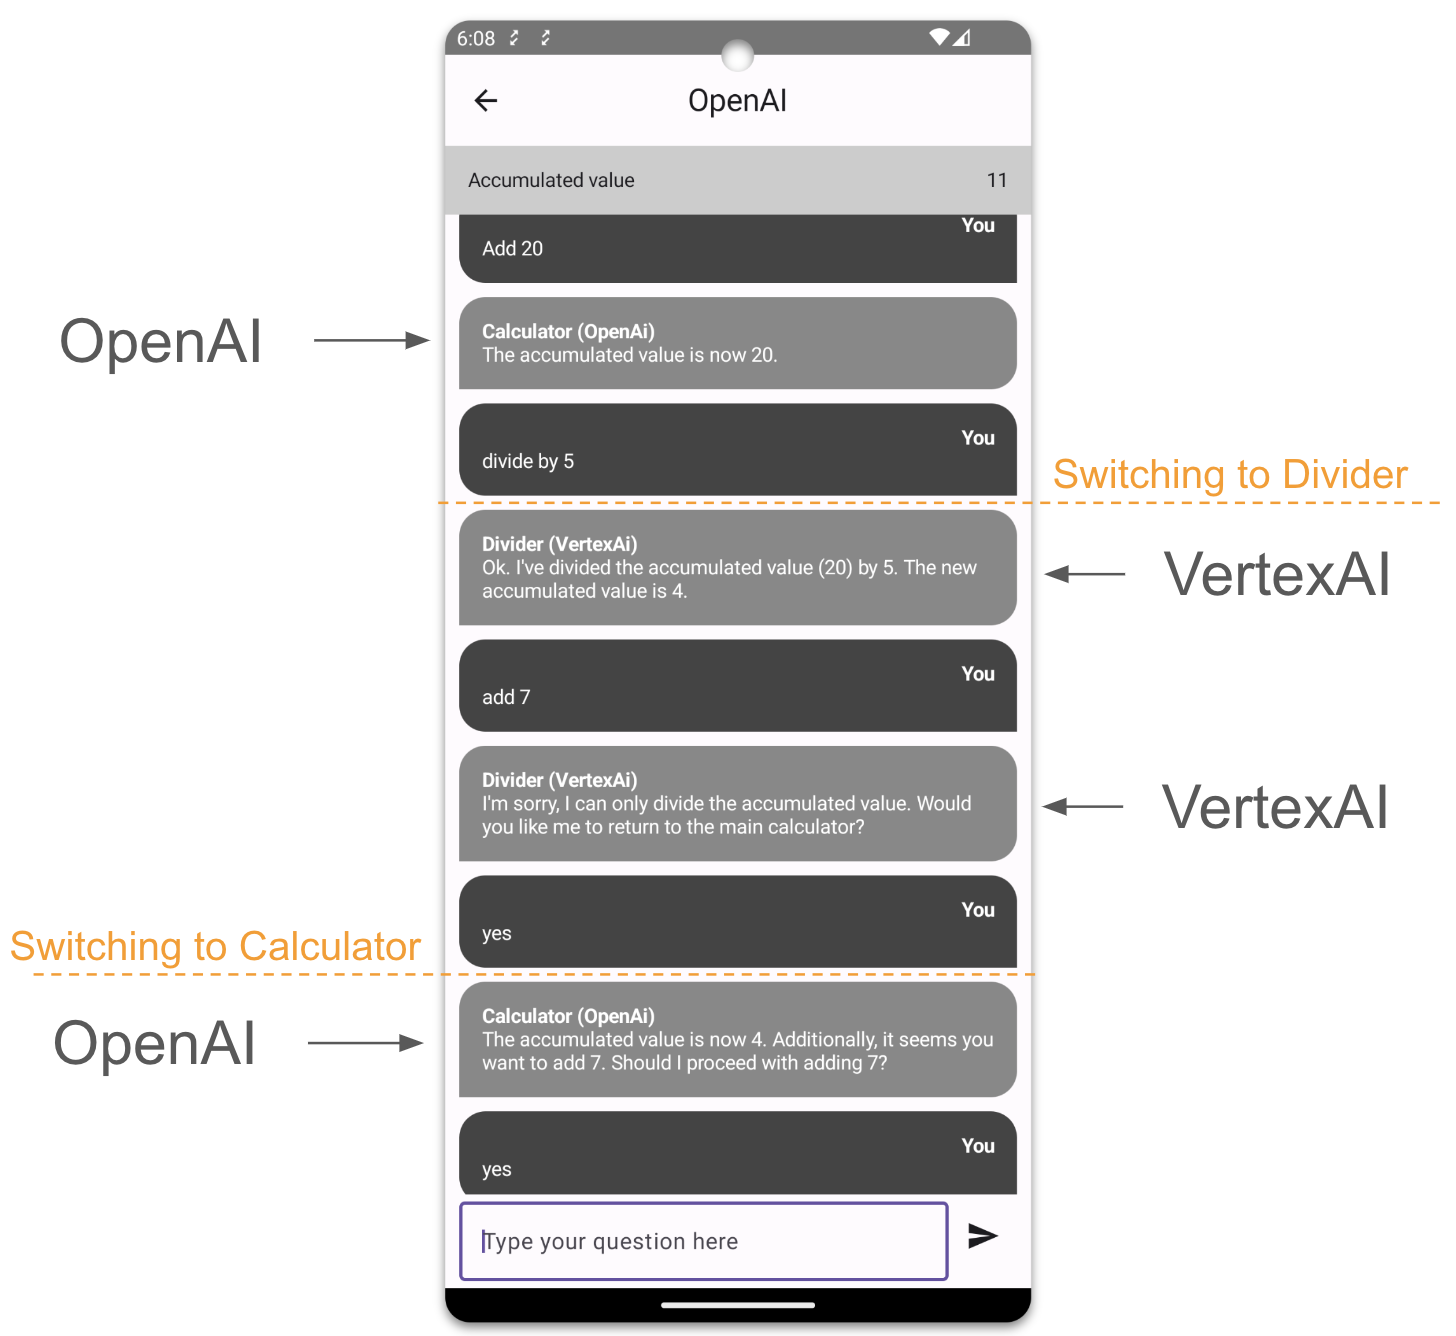 6:08
OpenAI
Accumulated value 11
You
Add 20
OpenAI
Calculator (OpenAi)
The accumulated value is now 20.
You
divide by 5
Switching to Divider
Divider (VertexAi)
Ok. I've divided the accumulated value (20) by 5. The new
accumulated value is 4.
VertexAI
You
add 7
Divider (VertexAi)
I'm sorry, I can only divide the accumulated value. Would
you like me to return to the main calculator?
VertexAI
You
yes
Switching to Calculator
OpenAI
Calculator (OpenAi)
The accumulated value is now 4. Additionally, it seems you
want to add 7. Should I proceed with adding 7?
You
yes
Type your question here